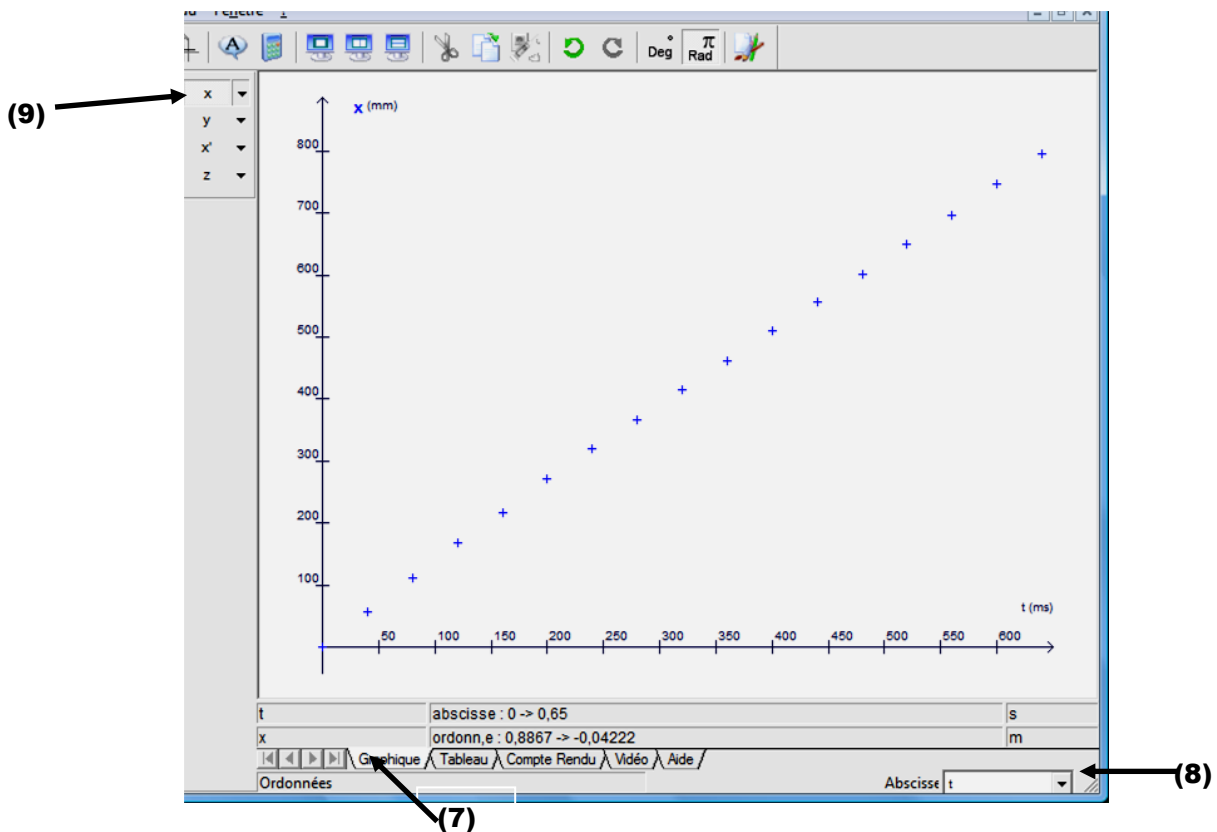 Fenêtre ?
Deg Rad π
(9)
x
y
x'
z
x (mm)
800
700
600
500
400
300
200
100
t (ms)
50 100 150 200 250 300 350 400 450 500 550 600
t abscisse : 0 -> 0,65 s
x ordonn,e : 0,8867 -> -0,04222 m
Graphique Tableau Compte Rendu Vidéo Aide
Ordonnées Abscisse t
(8)
(7)